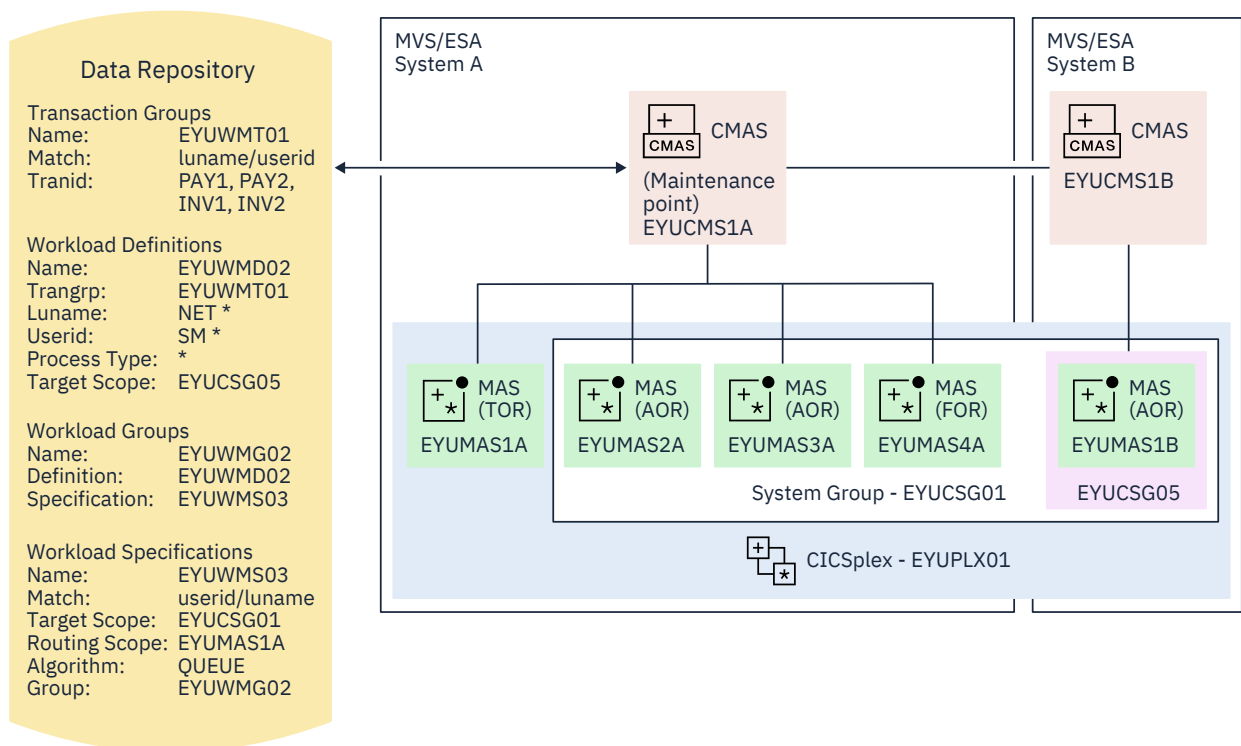 Data Repository
Transaction Groups
Name: EYUWMT01
Match: luname/userid
Tranid: PAY1, PAY2,
INV1, INV2
Workload Definitions
Name: EYUWMD02
Trangrp: EYUWMT01
Luname: NET *
Userid: SM *
Process Type: *
Target Scope: EYUCSG05
Workload Groups
Name: EYUWMG02
Definition: EYUWMD02
Specification: EYUWMS03
Workload Specifications
Name: EYUWMS03
Match: userid/luname
Target Scope: EYUCSG01
Routing Scope: EYUMAS1A
Algorithm: QUEUE
Group: EYUWMG02
MVS/ESA
System A
CMAS
CMAS
(Maintenance
point)
EYUCMS1A
MAS
(TOR)
EYUMAS1A
MAS
(AOR)
EYUMAS2A
MAS
(AOR)
EYUMAS3A
MAS
(FOR)
EYUMAS4A
System Group - EYUCSG01
CICSplex - EYUPLX01
MVS/ESA
System B
CMAS
CMAS
EYUCMS1B
MAS
(AOR)
EYUMAS1B
EYUCSG05